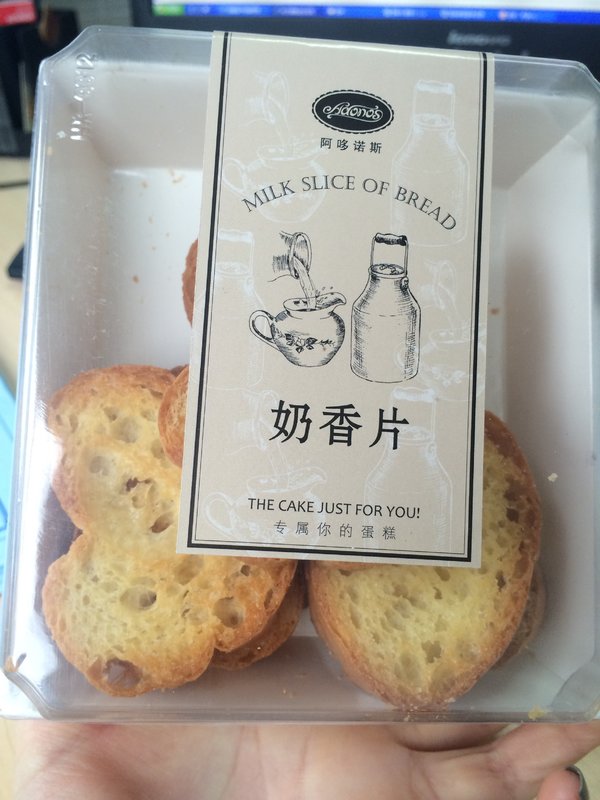 Adono's
阿哆诺斯
MILK SLICE OF BREAD
奶香片
THE CAKE JUST FOR YOU!
专属你的蛋糕